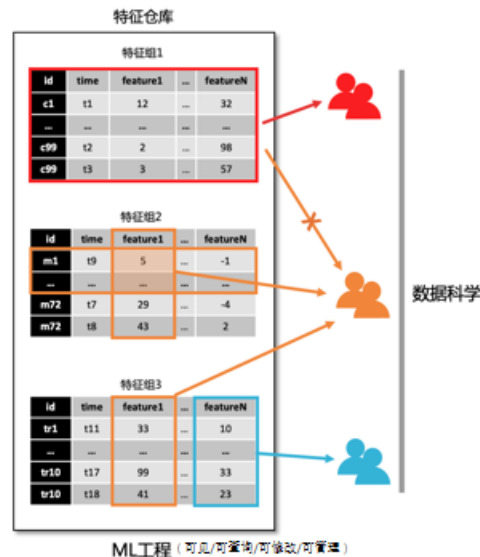 特征仓库
特征组1
id time feature1 ... featureN
c1 t1 12 ... 32
... ... ... ... ...
c99 t2 2 ... 98
c99 t3 3 ... 57
特征组2
id time feature1 ... featureN
m1 t9 5 ... -1
... ... ... ... ...
m72 t7 29 ... -4
m72 t8 43 ... 2
数据科学
特征组3
id time feature1 ... featureN
tr1 t11 33 ... 10
... ... ... ... ...
tr10 t17 99 ... 33
tr10 t18 41 ... 23
ML工程（可见/可查询/可修改/可管理）